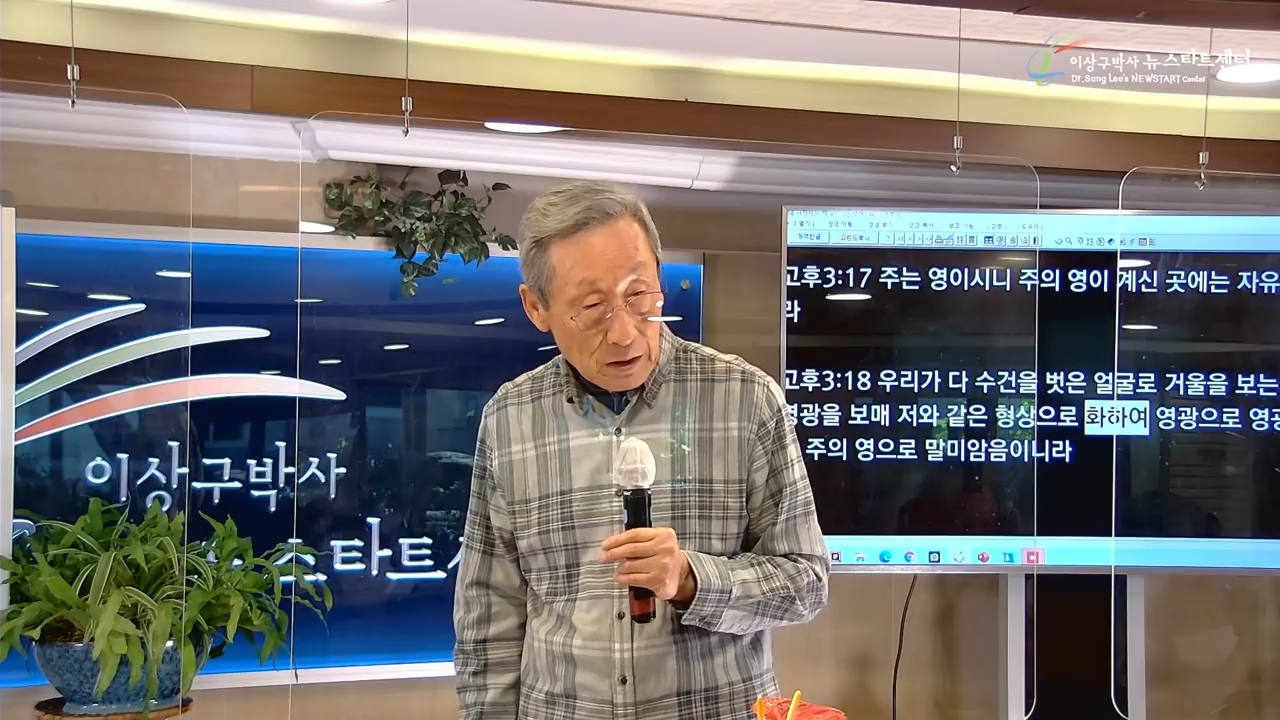 이상구박사 뉴스타트센터
Dr. Sang Lee's NEWSTART Center
고후3:17 주는 영이시니 주의 영이 계신 곳에는 자유
라
고후3:18 우리가 다 수건을 벗은 얼굴로 거울을 보는
영광을 보매 저와 같은 형상으로 화하여 영광으로 영광
주의 영으로 말미암음이니라
이상구박사
스타트